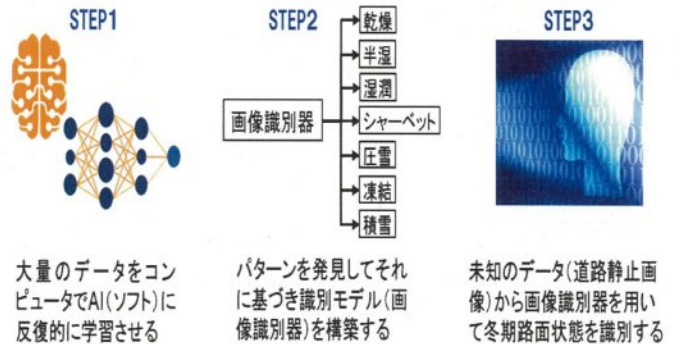 STEP1
大量のデータをコン
ピュータでAI(ソフト)に
反復的に学習させる
STEP2
画像識別器
乾燥
半湿
湿潤
シャーベット
圧雪
凍結
積雪
パターンを発見してそれ
に基づき識別モデル(画
像識別器)を構築する
STEP3
未知のデータ(道路静止画
像)から画像識別器を用い
て冬期路面状態を識別する